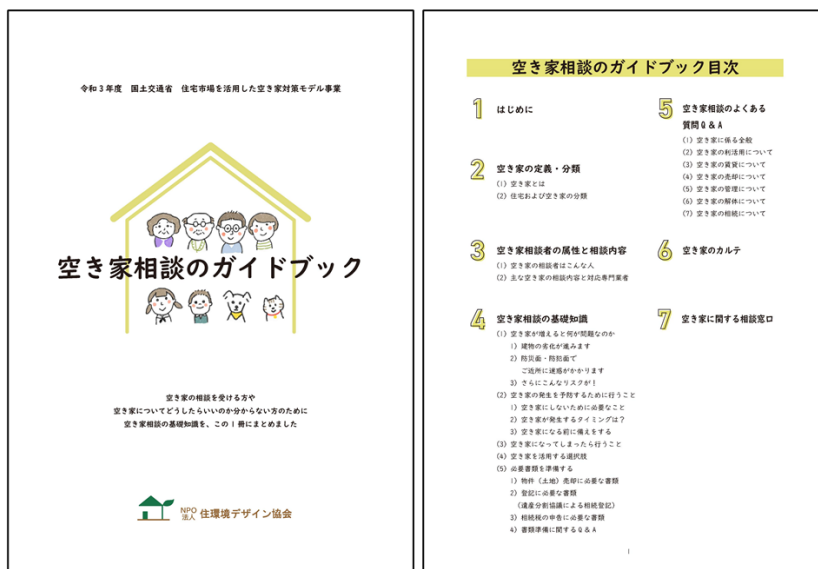 令和3年度 国土交通省 住宅市場を活用した空き家対策モデル事業
空き家相談のガイドブック
空き家の相談を受ける方や
空き家についてどうしたらいいのか分からない方のために
空き家相談の基礎知識を、この1冊にまとめました
NPO法人 住環境デザイン協会
空き家相談のガイドブック目次
1 はじめに
2 空き家の定義・分類
(1) 空き家とは
(2) 住宅および空き家の分類
3 空き家相談者の属性と相談内容
(1) 空き家の相談者はこんな人
(2) 主な空き家の相談内容と対応専門業者
4 空き家相談の基礎知識
(1) 空き家が増えると何が問題なのか
1) 建物の劣化が進みます
2) 防災面・防犯面で
ご近所に迷惑がかかります
3) さらにこんなリスクが！
(2) 空き家の発生を予防するために行うこと
1) 空き家にしないために必要なこと
2) 空き家が発生するタイミングは？
3) 空き家になる前に備えをする
(3) 空き家になってしまったら行うこと
(4) 空き家を活用する選択肢
(5) 必要書類を準備する
1) 物件（土地）売却に必要な書類
2) 登記に必要な書類
（遺産分割協議による相続登記）
3) 相続税の申告に必要な書類
4) 書類準備に関するQ&A
5 空き家相談のよくある
質問Q&A
(1) 空き家に係る全般
(2) 空き家の利活用について
(3) 空き家の賃貸について
(4) 空き家の売却について
(5) 空き家の管理について
(6) 空き家の解体について
(7) 空き家の相続について
6 空き家のカルテ
7 空き家に関する相談窓口
1